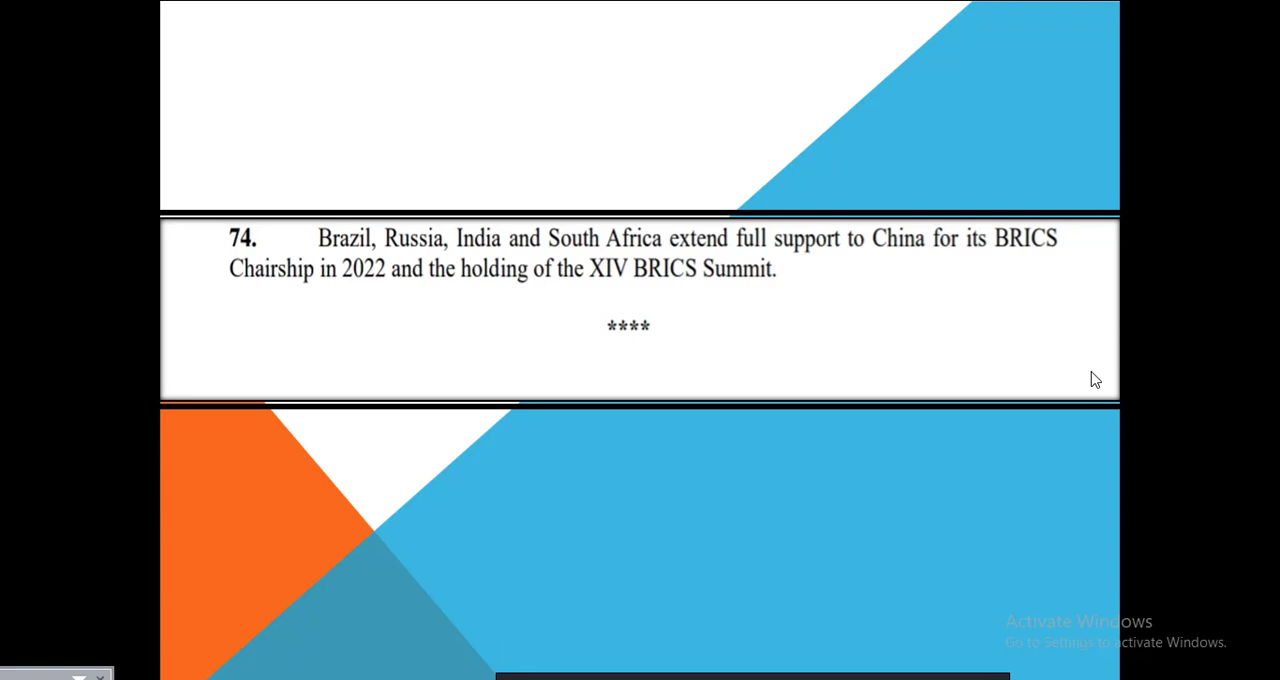 74. Brazil, Russia, India and South Africa extend full support to China for its BRICS
Chairship in 2022 and the holding of the XIV BRICS Summit.
****
Activate Windows
Go to Settings to activate Windows.